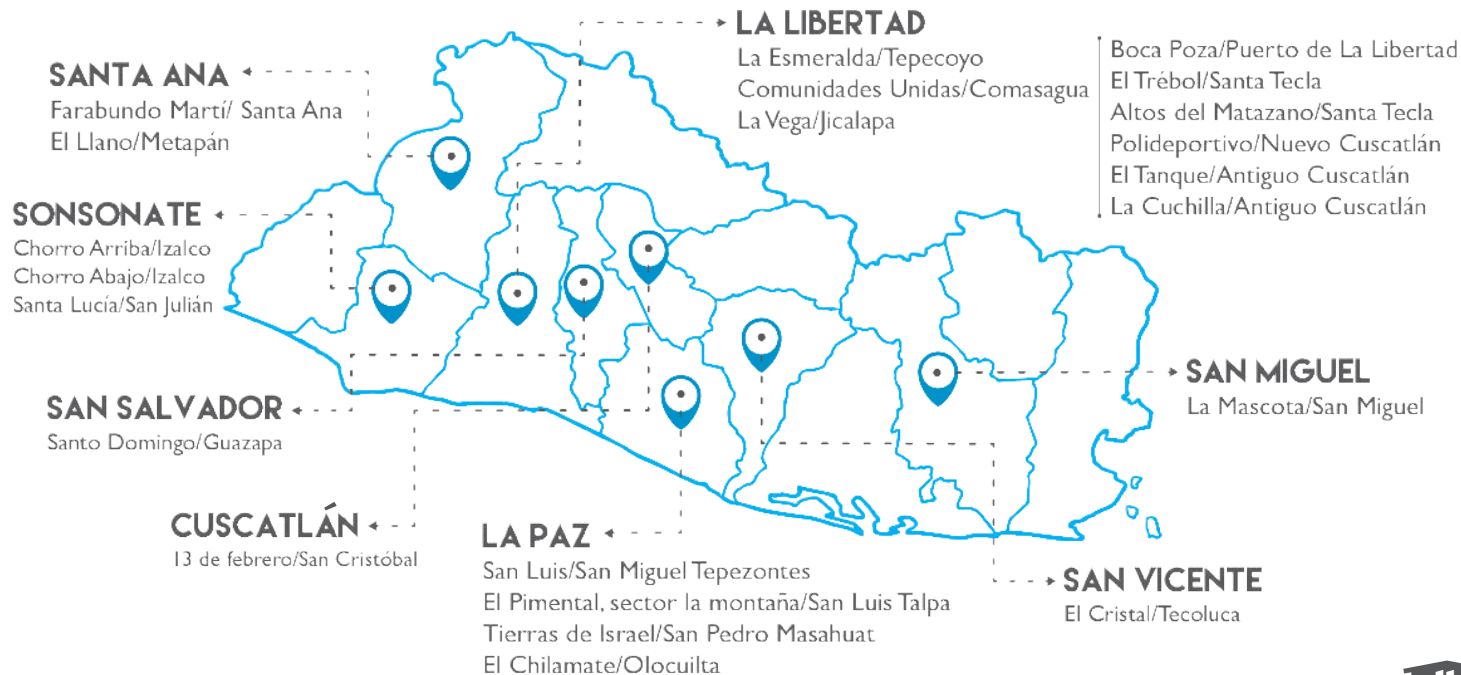 LA LIBERTAD
La Esmeralda/Tepecoyo
Comunidades Unidas/Comasagua
La Vega/Jicalapa
Boca Poza/Puerto de La Libertad
El Trébol/Santa Tecla
Altos del Matazano/Santa Tecla
Polideportivo/Nuevo Cuscatlán
El Tanque/Antiguo Cuscatlán
La Cuchilla/Antiguo Cuscatlán
SANTA ANA
Farabundo Martí/ Santa Ana
El Llano/Metapán
SONSONATE
Chorro Arriba/Izalco
Chorro Abajo/Izalco
Santa Lucía/San Julián
SAN MIGUEL
La Mascota/San Miguel
SAN SALVADOR
Santo Domingo/Guazapa
CUSCATLÁN
13 de febrero/San Cristóbal
LA PAZ
San Luis/San Miguel Tepezontes
El Pimental, sector la montaña/San Luis Talpa
Tierras de Israel/San Pedro Masahuat
El Chilamate/Olocuilta
SAN VICENTE
El Cristal/Tecoluca